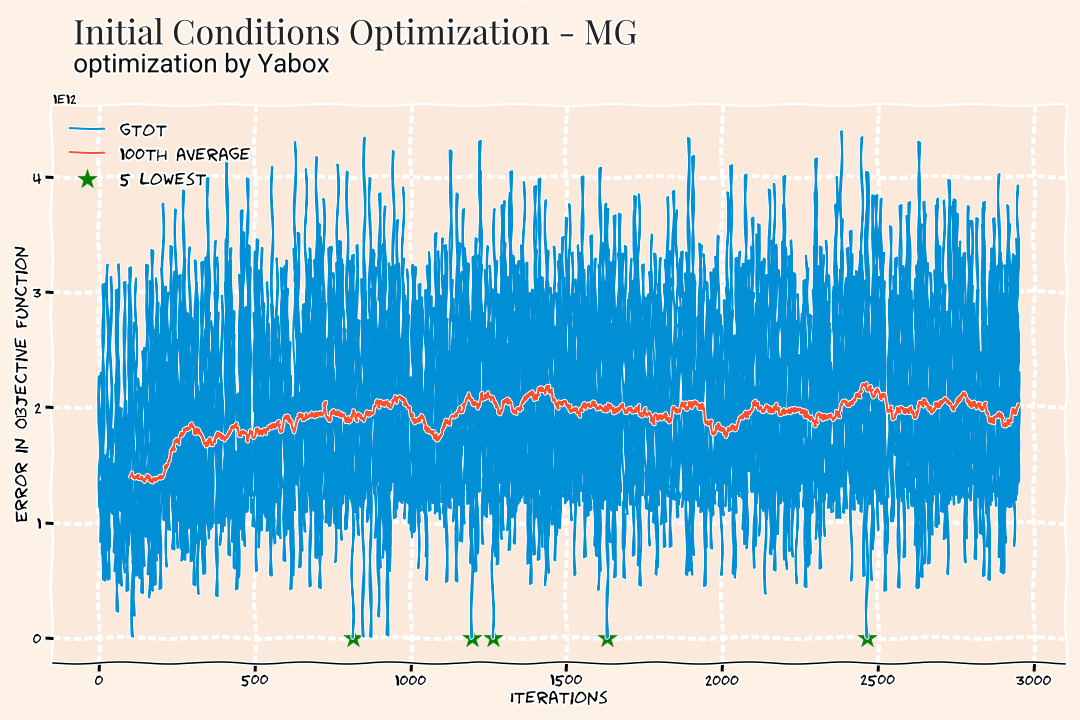 Initial Conditions Optimization - MG
optimization by Yabox
1E12
GTOT
100TH AVERAGE
5 LOWEST
4
3
2
1
0
ERROR IN OBJECTIVE FUNCTION
0 500 1000 1500 2000 2500 3000
ITERATIONS